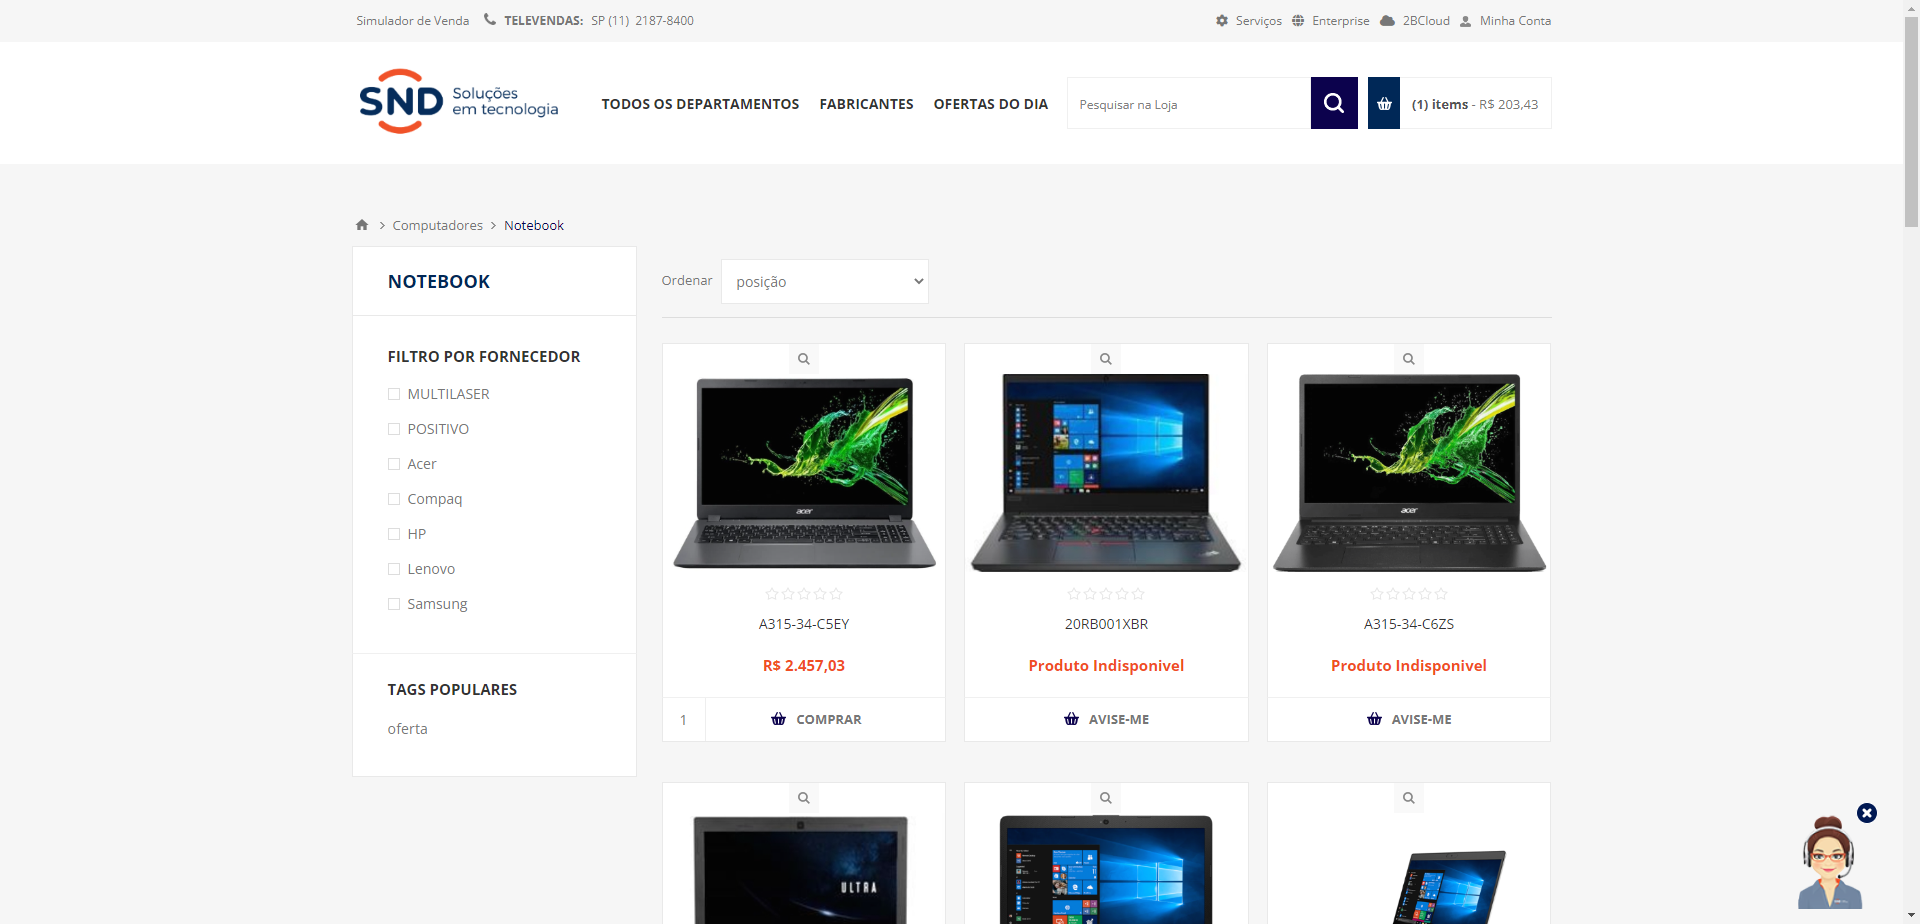 Simulador de Venda TELEVENDAS: SP (11) 2187-8400 Serviços Enterprise 2BCloud Minha Conta
SND Soluções em tecnologia
TODOS OS DEPARTAMENTOS FABRICANTES OFERTAS DO DIA Pesquisar na Loja (1) items - R$ 203,43
Computadores Notebook
NOTEBOOK
FILTRO POR FORNECEDOR
MULTILASER
POSITIVO
Acer
Compaq
HP
Lenovo
Samsung
TAGS POPULARES
oferta
Ordenar posição
acer
acer
A315-34-C5EY 20RB001XBR A315-34-C6ZS
R$ 2.457,03 Produto Indisponivel Produto Indisponivel
1 COMPRAR AVISE-ME AVISE-ME
ULTRA